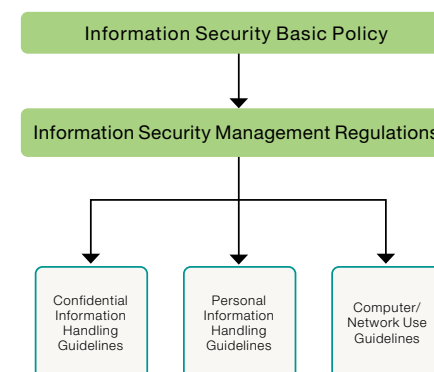 Information Security Basic Policy
Information Security Management Regulations
Confidential
Information
Handling
Guidelines
Personal
Information
Handling
Guidelines
Computer/
Network Use
Guidelines